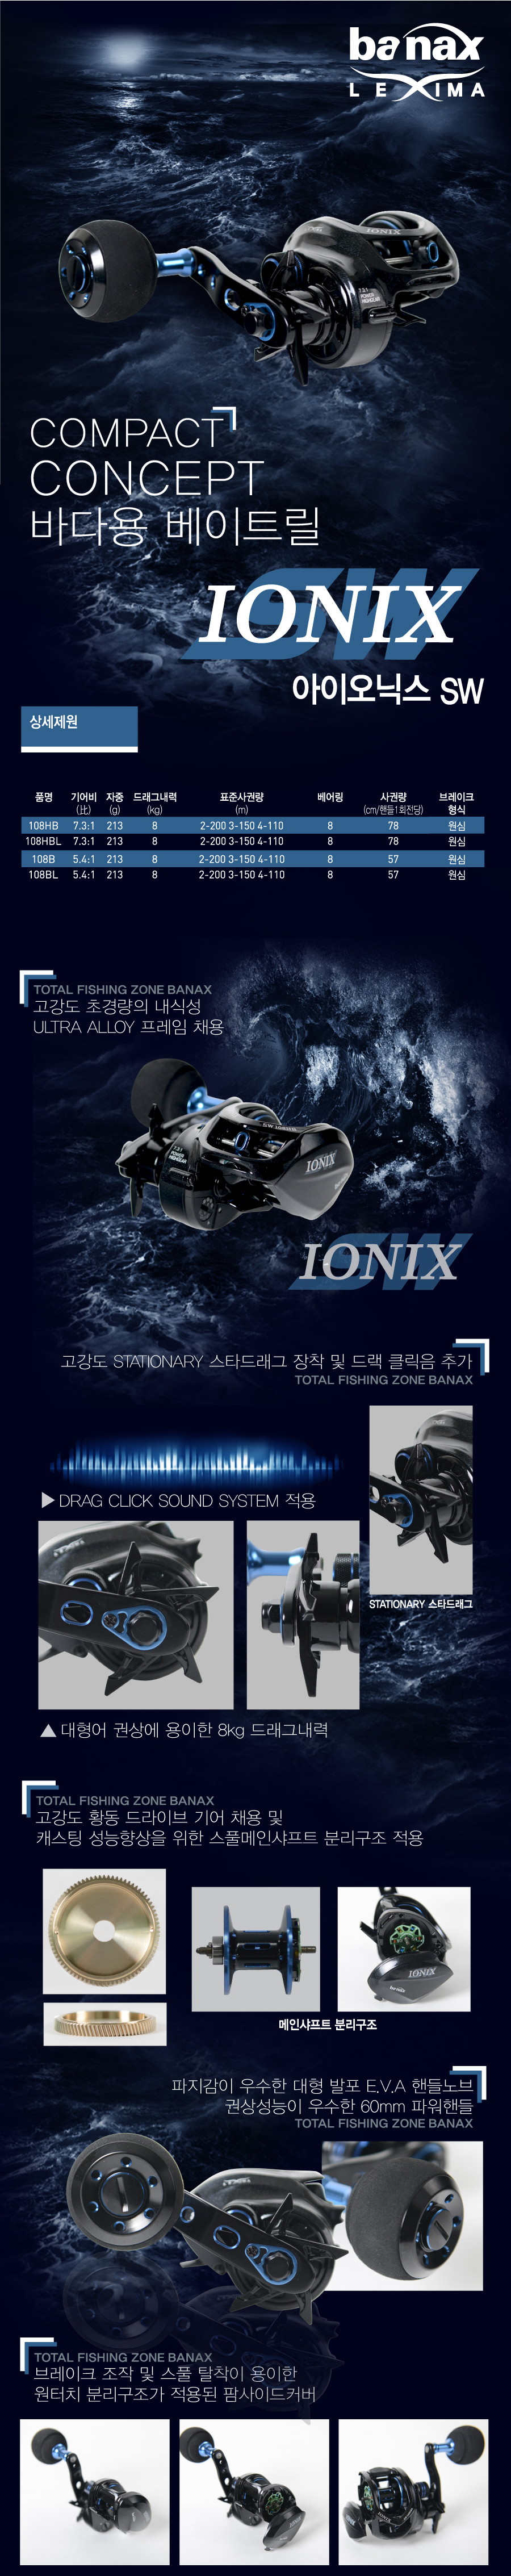 banax
LEXIMA
IONIX
7.3:1
POWER
HIGHGEAR
COMPACT
CONCEPT
바다용 베이트릴
SW
IONIX
아이오닉스 SW
상세제원
품명 기어비 (比) 자중 (g) 드래그내력 (kg) 표준사권량 (m) 베어링 사권량 (cm/핸들1회전당) 브레이크 형식
108HB 7.3:1 213 8 2-200 3-150 4-110 8 78 원심
108HBL 7.3:1 213 8 2-200 3-150 4-110 8 78 원심
108B 5.4:1 213 8 2-200 3-150 4-110 8 57 원심
108BL 5.4:1 213 8 2-200 3-150 4-110 8 57 원심
TOTAL FISHING ZONE BANAX
고강도 초경량의 내식성
ULTRA ALLOY 프레임 채용
7.3:1
POWER
HIGHGEAR
IONIX
SW
IONIX
고강도 STATIONARY 스타드래그 장착 및 드랙 클릭음 추가
TOTAL FISHING ZONE BANAX
▶ DRAG CLICK SOUND SYSTEM 적용
STATIONARY 스타드래그
▲ 대형어 권상에 용이한 8kg 드래그내력
TOTAL FISHING ZONE BANAX
고강도 황동 드라이브 기어 채용 및
캐스팅 성능향상을 위한 스풀메인샤프트 분리구조 적용
IONIX
banax
메인샤프트 분리구조
파지감이 우수한 대형 발포 E.V.A 핸들노브
권상성능이 우수한 60mm 파워핸들
TOTAL FISHING ZONE BANAX
TOTAL FISHING ZONE BANAX
브레이크 조작 및 스풀 탈착이 용이한
원터치 분리구조가 적용된 팜사이드커버